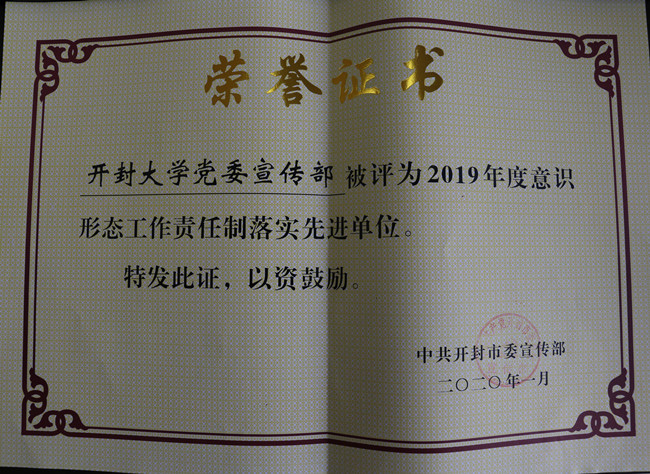 荣誉证书
开封大学党委宣传部被评为2019年度意识
形态工作责任制落实先进单位。
特发此证，以资鼓励。
中共开封市委宣传部
二〇二〇年一月